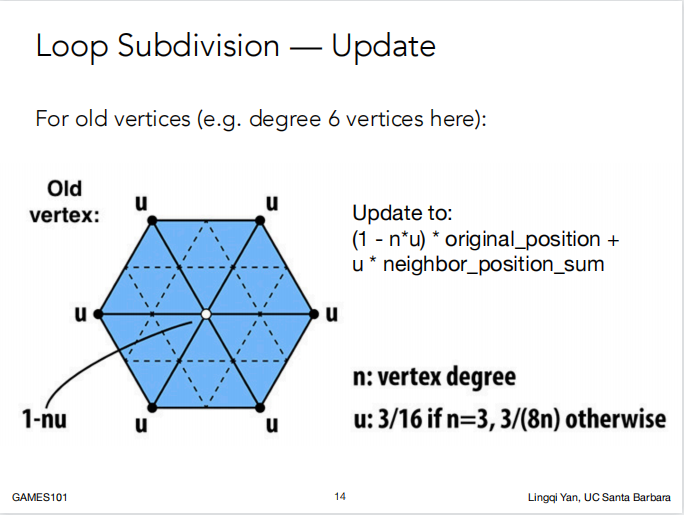 Loop Subdivision — Update
For old vertices (e.g. degree 6 vertices here):
Old
vertex:
u
u
Update to:
(1 - n*u) * original_position +
u * neighbor_position_sum
u
u
n: vertex degree
1-nu
u
u
u: 3/16 if n=3, 3/(8n) otherwise
GAMES101
14
Lingqi Yan, UC Santa Barbara